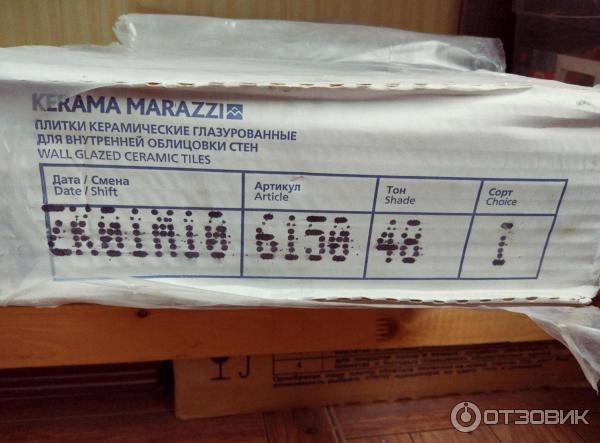 KERAMA MARAZZI
ПЛИТКИ КЕРАМИЧЕСКИЕ ГЛАЗУРОВАННЫЕ
ДЛЯ ВНУТРЕННЕЙ ОБЛИЦОВКИ СТЕН
WALL GLAZED CERAMIC TILES
Дата / Смена Артикул Тон Сорт
Date / Shift Article Shade Choice
48 1
4
ОТЗОВИК